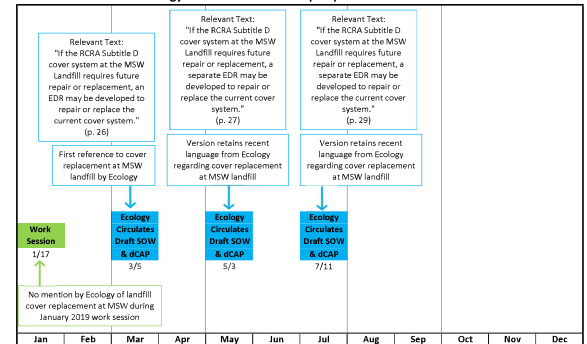 Relevant Text:
"If the RCRA Subtitle D
cover system at the MSW
Landfill requires future
repair or replacement, an
EDR may be developed to
repair or replace the
current cover system."
(p. 26)
Relevant Text:
"If the RCRA Subtitle D
cover system at the MSW
Landfill requires future
repair or replacement,
a separate EDR may be
developed to repair or
replace the current cover
system."
(p. 27)
Relevant Text:
"If the RCRA Subtitle D
cover system at the MSW
Landfill requires future
repair or replacement,
a separate EDR may be
developed to repair or
replace the current cover
system."
(p. 29)
First reference to cover
replacement at MSW
landfill by Ecology
Version retains recent
language from Ecology
regarding cover replacement
at MSW landfill
Version retains recent
language from Ecology
regarding cover replacement
at MSW landfill
Work
Session
1/17
Ecology
Circulates
Draft SOW
& dCAP
3/5
Ecology
Circulates
Draft SOW
& dCAP
5/3
Ecology
Circulates
Draft SOW
& dCAP
7/11
No mention by Ecology of landfill
cover replacement at MSW during
January 2019 work session
Jan Feb Mar Apr May Jun Jul Aug Sep Oct Nov Dec